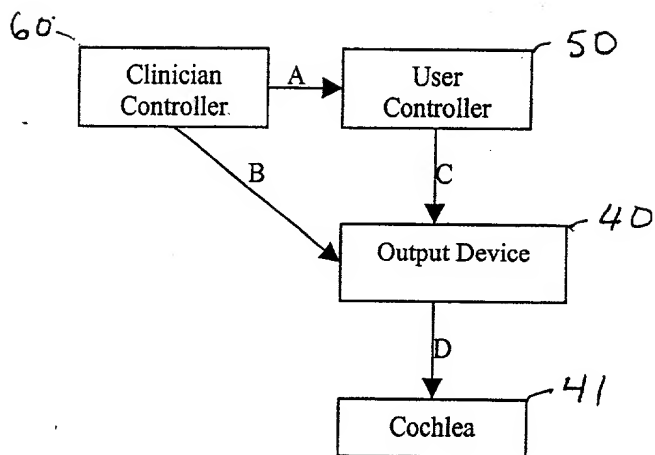 60
50
Clinician
Controller
A
User
Controller
B
C
40
Output Device
D
41
Cochlea